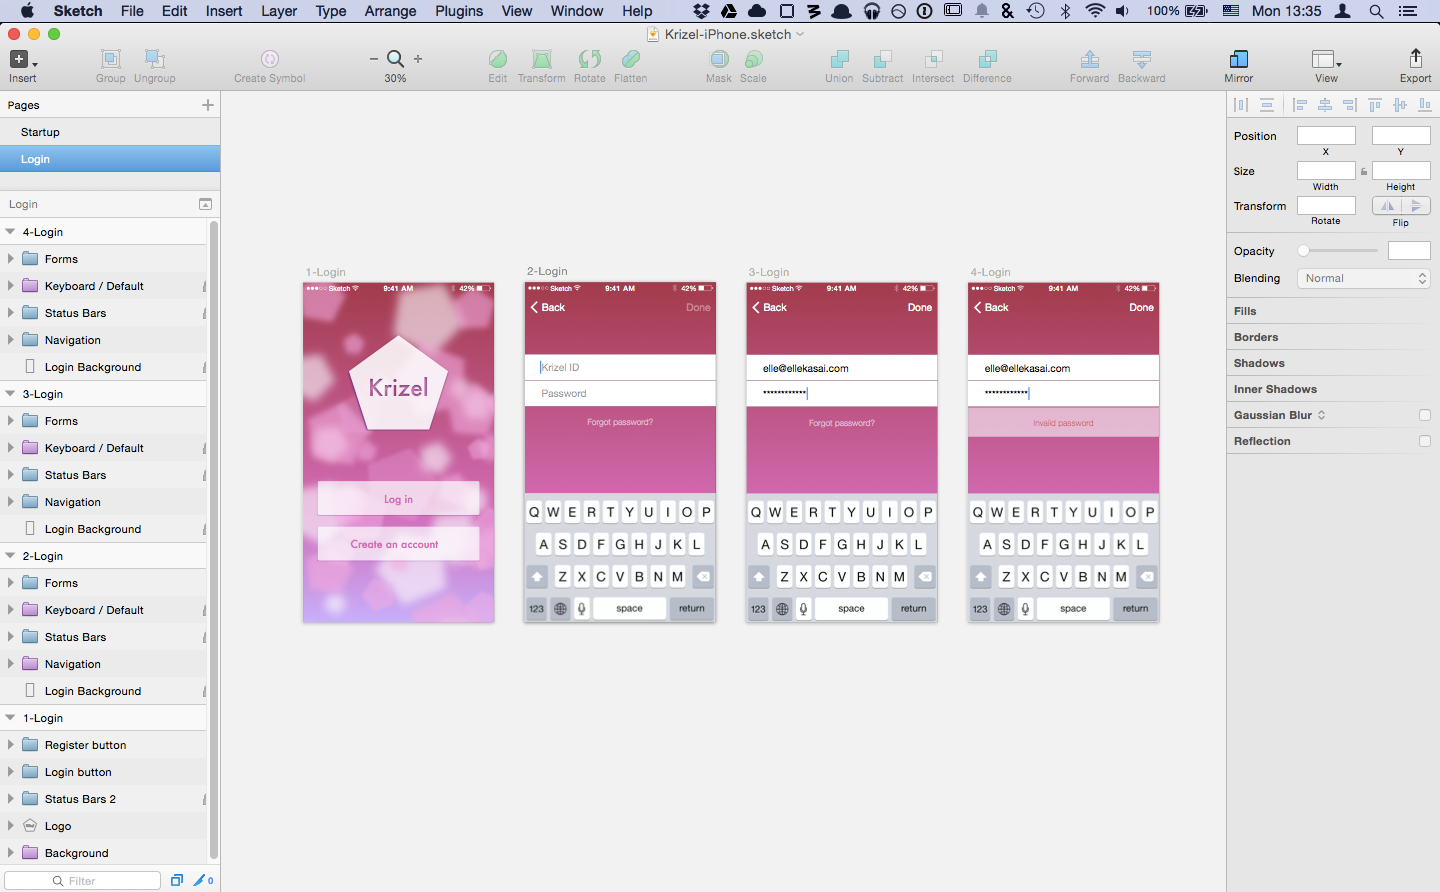 Sketch File Edit Insert Layer Type Arrange Plugins View Window Help 100% Mon 13:35
Krizel-iPhone.sketch
Insert Group Ungroup Create Symbol 30% Edit Transform Rotate Flatten Mask Scale Union Subtract Intersect Difference Forward Backward Mirror View Export
Pages
Startup
Login
Login
4-Login
Forms
Keyboard / Default
Status Bars
Navigation
Login Background
3-Login
Forms
Keyboard / Default
Status Bars
Navigation
Login Background
2-Login
Forms
Keyboard / Default
Status Bars
Navigation
Login Background
1-Login
Register button
Login button
Status Bars 2
Logo
Background
Filter
0
1-Login
Sketch 9:41 AM 42%
Krizel
Log in
Create an account
2-Login
Sketch 9:41 AM 42%
Back Done
Krizel ID
Password
Forgot password?
Q W E R T Y U I O P
A S D F G H J K L
Z X C V B N M
123 space return
3-Login
Sketch 9:41 AM 42%
Back Done
elle@ellekasai.com
************
Forgot password?
Q W E R T Y U I O P
A S D F G H J K L
Z X C V B N M
123 space return
4-Login
Sketch 9:41 AM 42%
Back Done
elle@ellekasai.com
************
Invalid password
Q W E R T Y U I O P
A S D F G H J K L
Z X C V B N M
123 space return
Position
X Y
Size
Width Height
Transform
Rotate Flip
Opacity
Blending Normal
Fills
Borders
Shadows
Inner Shadows
Gaussian Blur
Reflection